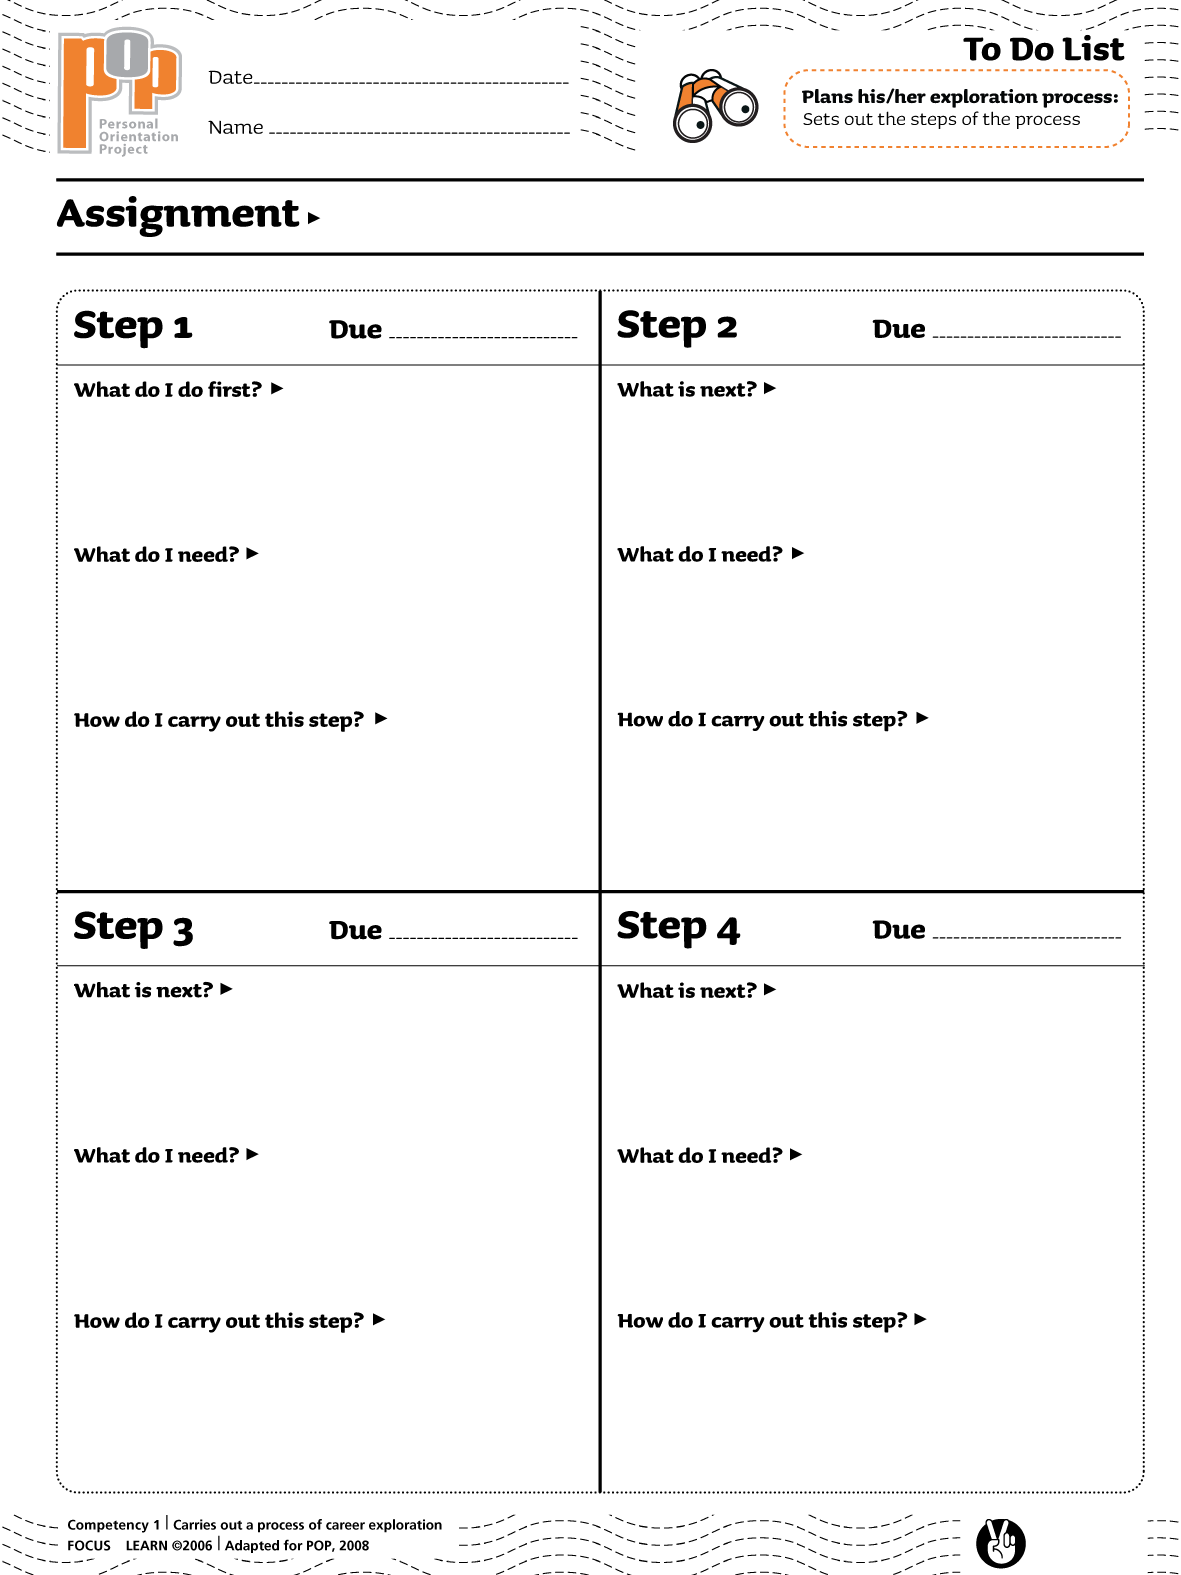 pop
Personal
Orientation
Project
Date
Name
To Do List
Plans his/her exploration process:
Sets out the steps of the process
Assignment ►
Step 1 Due
What do I do first? ►
What do I need? ►
How do I carry out this step? ►
Step 2 Due
What is next? ►
What do I need? ►
How do I carry out this step? ►
Step 3 Due
What is next? ►
What do I need? ►
How do I carry out this step? ►
Step 4 Due
What is next? ►
What do I need? ►
How do I carry out this step? ►
Competency 1 | Carries out a process of career exploration
FOCUS LEARN ©2006 | Adapted for POP, 2008